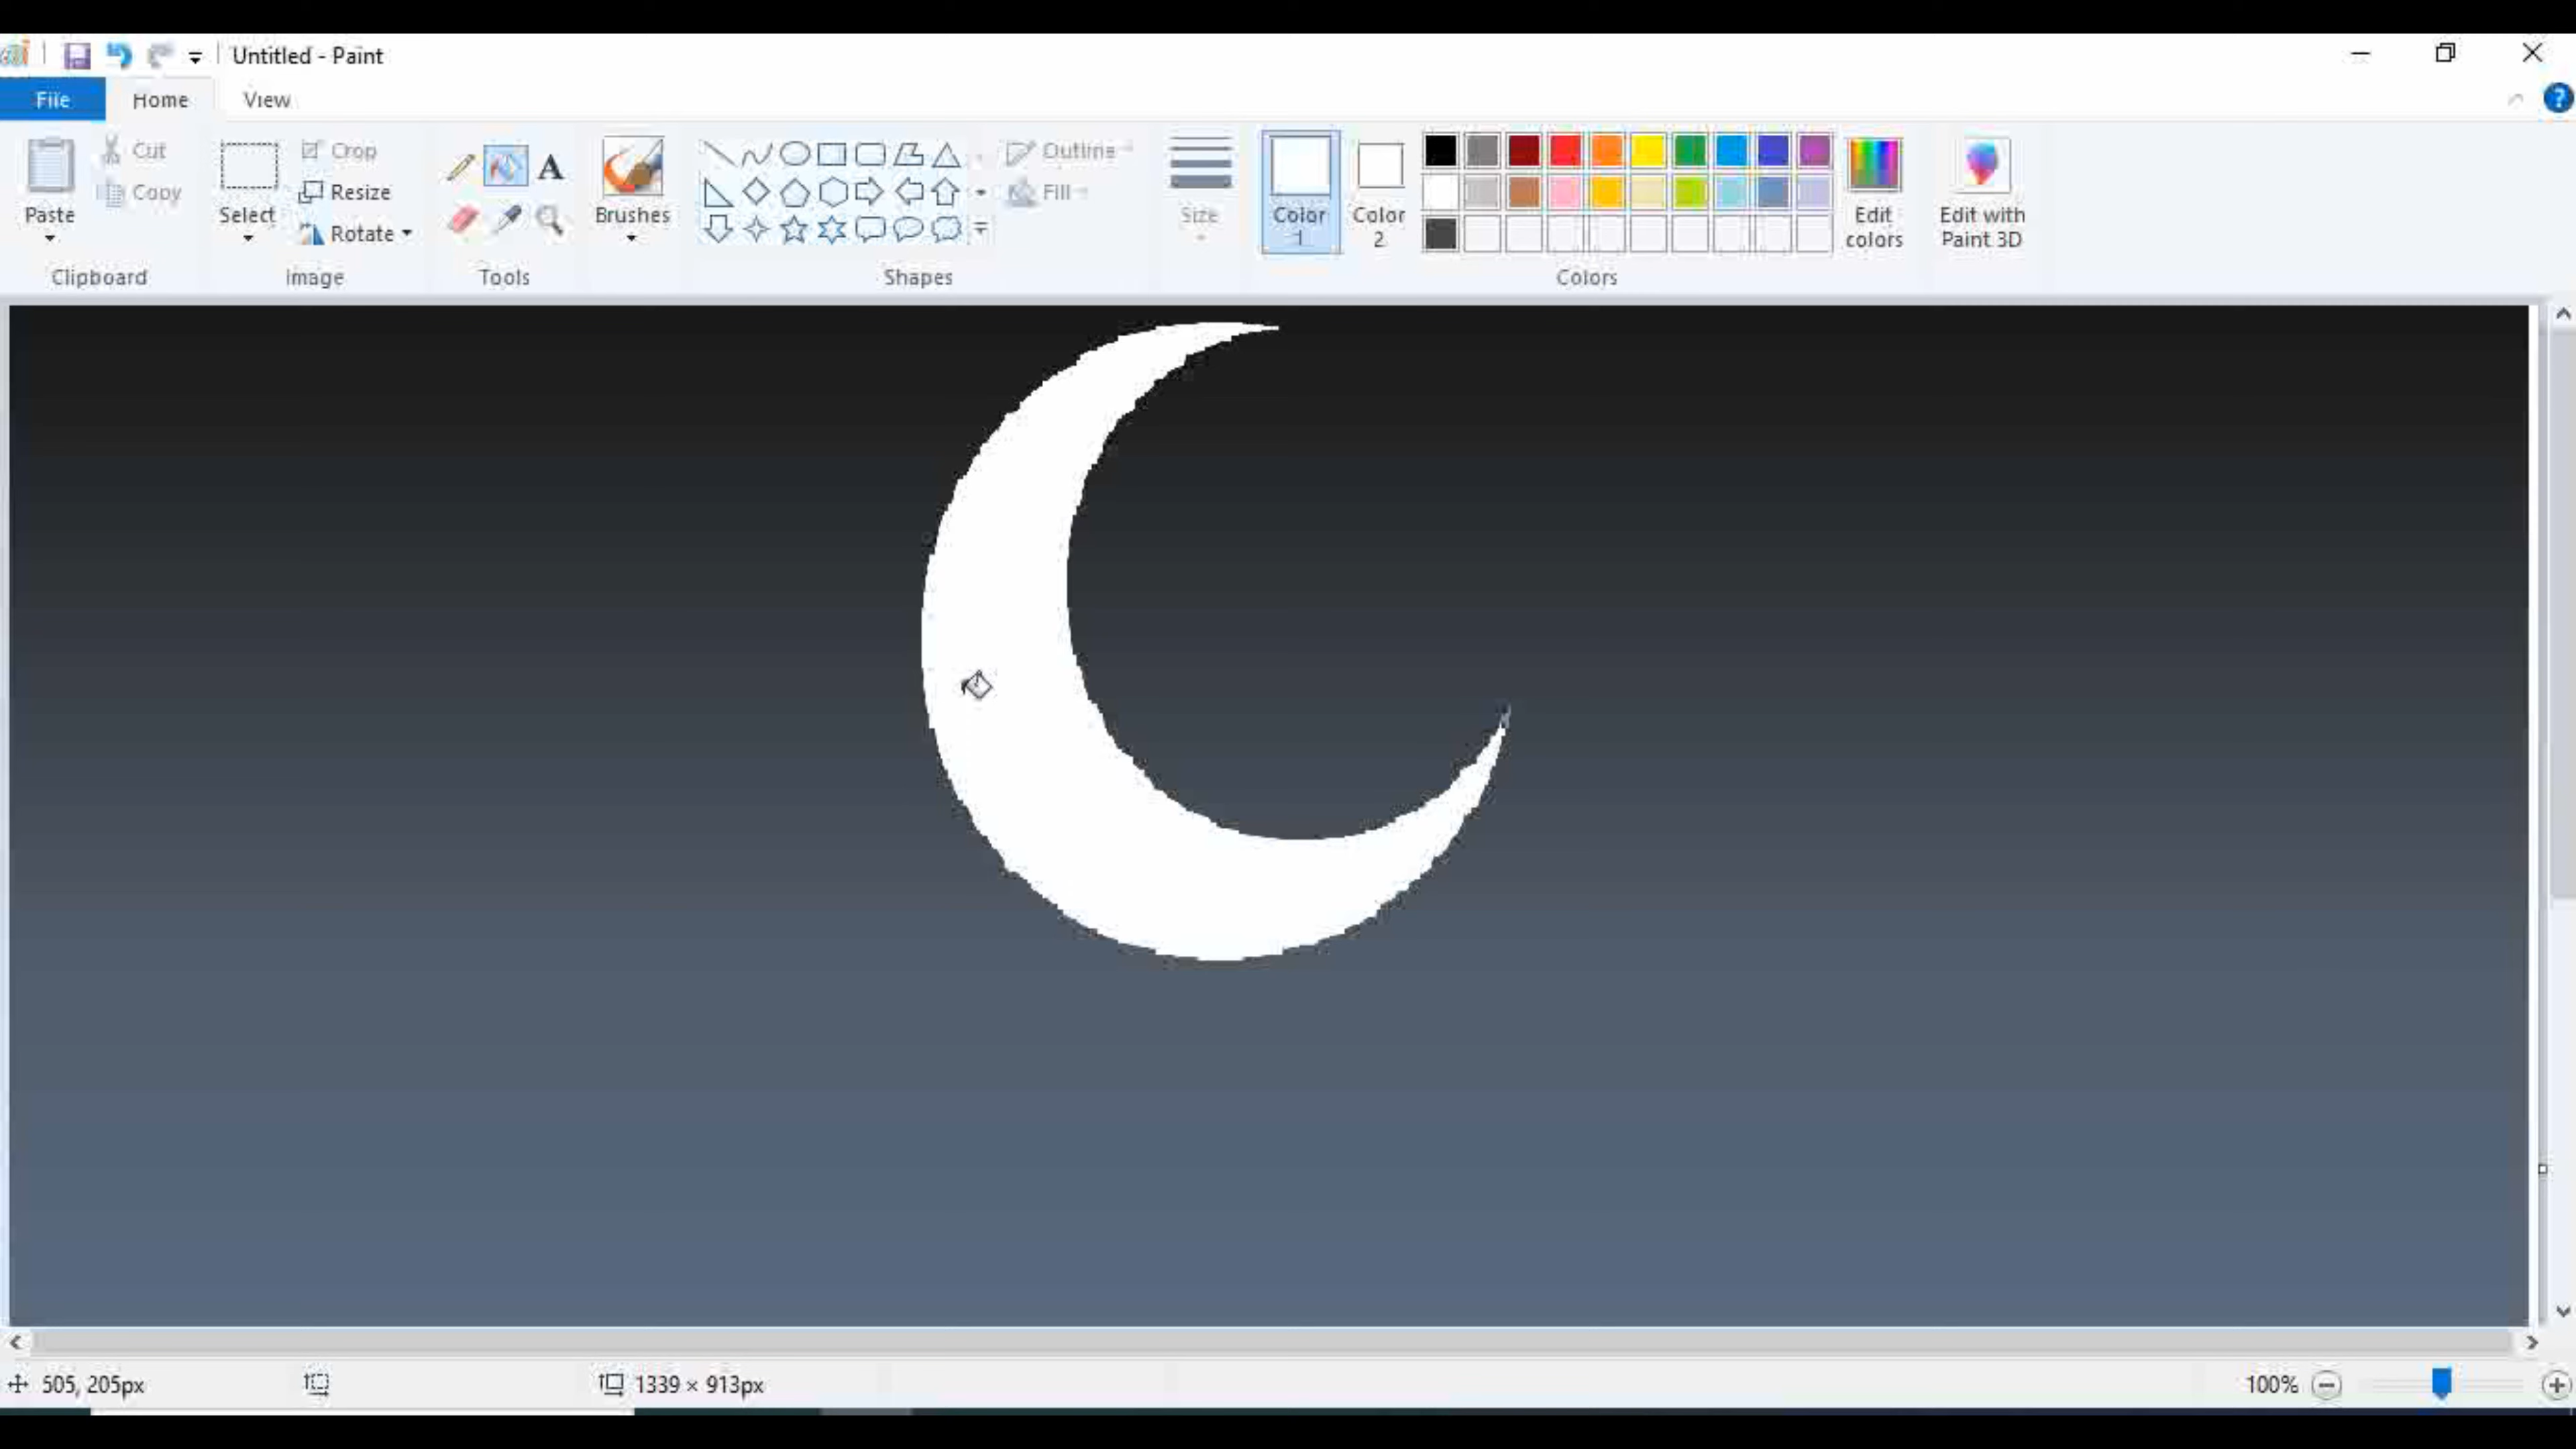 Untitled - Paint
File Home View
Paste Cut Copy Select Crop Resize Rotate A Brushes Outline Fill Size Color 1 Color 2 Edit colors Edit with Paint 3D
Clipboard Image Tools Shapes Colors
505, 205px 1339 × 913px 100%